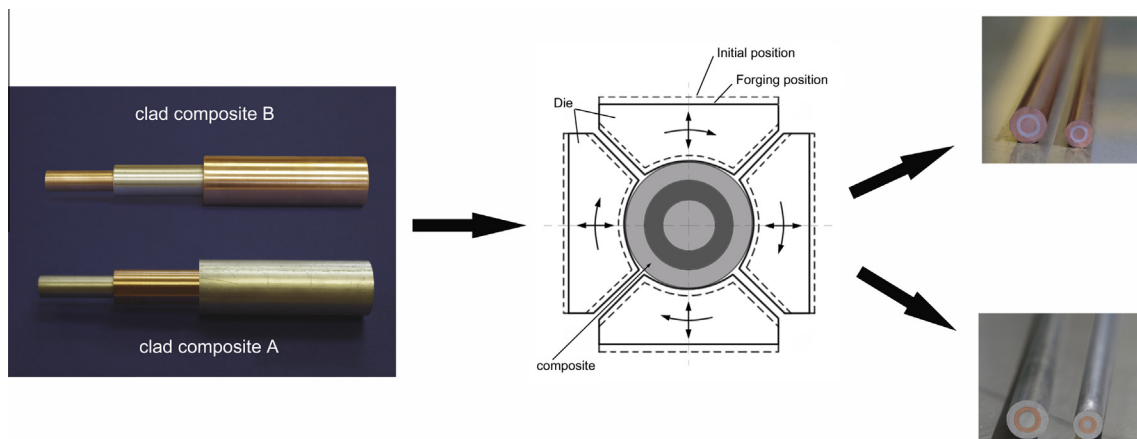 clad composite B
clad composite A
Initial position
Forging position
Die
composite